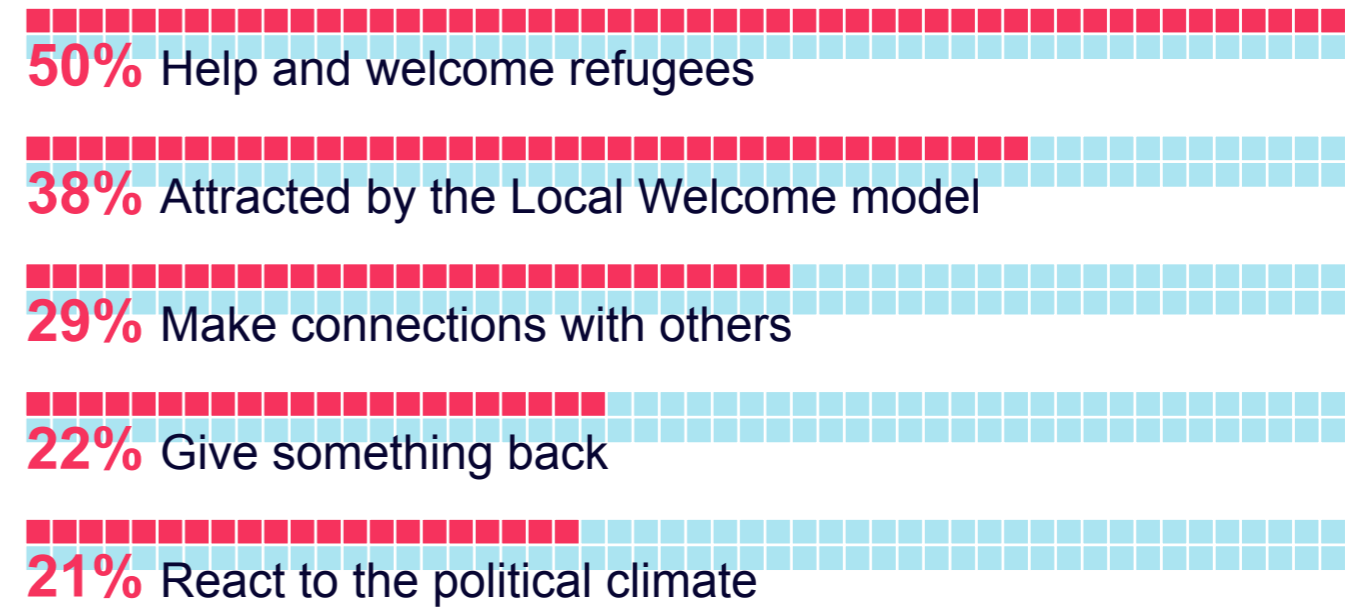 50% Help and welcome refugees
38% Attracted by the Local Welcome model
29% Make connections with others
22% Give something back
21% React to the political climate